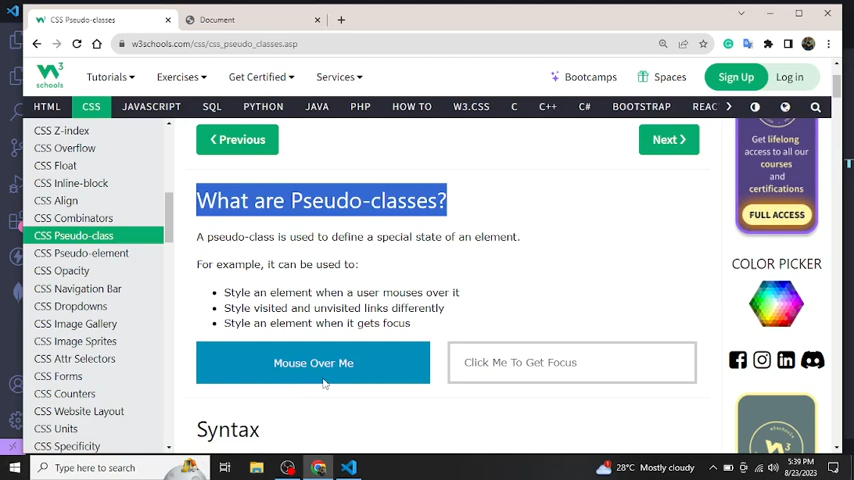 CSS Pseudo-classes
Document
w3schools.com/css/css_pseudo_classes.asp
W3 schools
Tutorials
Exercises
Get Certified
Services
Bootcamps
Spaces
Sign Up
Log in
HTML
CSS
JAVASCRIPT
SQL
PYTHON
JAVA
PHP
HOW TO
W3.CSS
C
C++
C#
BOOTSTRAP
REAC
CSS Z-index
CSS Overflow
CSS Float
CSS Inline-block
CSS Align
CSS Combinators
CSS Pseudo-class
CSS Pseudo-element
CSS Opacity
CSS Navigation Bar
CSS Dropdowns
CSS Image Gallery
CSS Image Sprites
CSS Attr Selectors
CSS Forms
CSS Counters
CSS Website Layout
CSS Units
CSS Specificity
Previous
Next
What are Pseudo-classes?
A pseudo-class is used to define a special state of an element.
For example, it can be used to:
Style an element when a user mouses over it
Style visited and unvisited links differently
Style an element when it gets focus
Mouse Over Me
Click Me To Get Focus
Syntax
Get lifelong
access to all our
courses
and
certifications
FULL ACCESS
COLOR PICKER
Type here to search
28°C Mostly cloudy
5:39 PM
8/23/2023